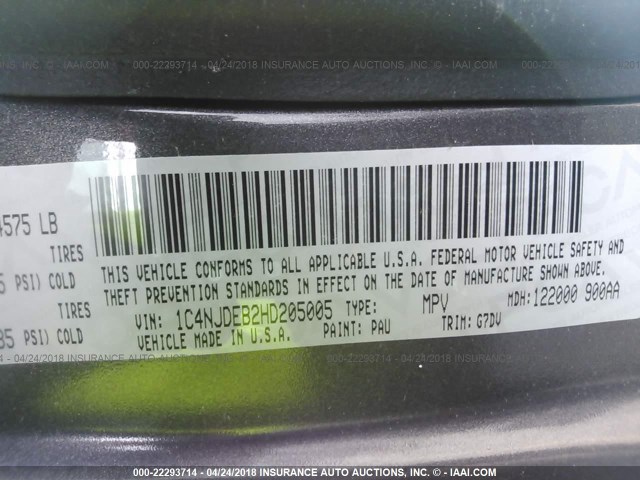 000-22293714 - 04/24/2018 INSURANCE AUTO AUCTIONS - © IAAI.COM
4575 LB
TIRES
5 PSI) COLD
TIRES
35 PSI) COLD
THIS VEHICLE CONFORMS TO ALL APPLICABLE U.S.A. FEDERAL MOTOR VEHICLE SAFETY AND
THEFT PREVENTION STANDARDS IN EFFECT ON THE DATE OF MANUFACTURE SHOWN ABOVE.
VIN: 1C4NJDEB2HD205005 TYPE: MPV MDH: 122000 900AA
VEHICLE MADE IN U.S.A. PAINT: PAU TRIM: G7DV
000-22293714 - 04/24/2018 INSURANCE AUTO AUCTIONS - © IAAI.COM